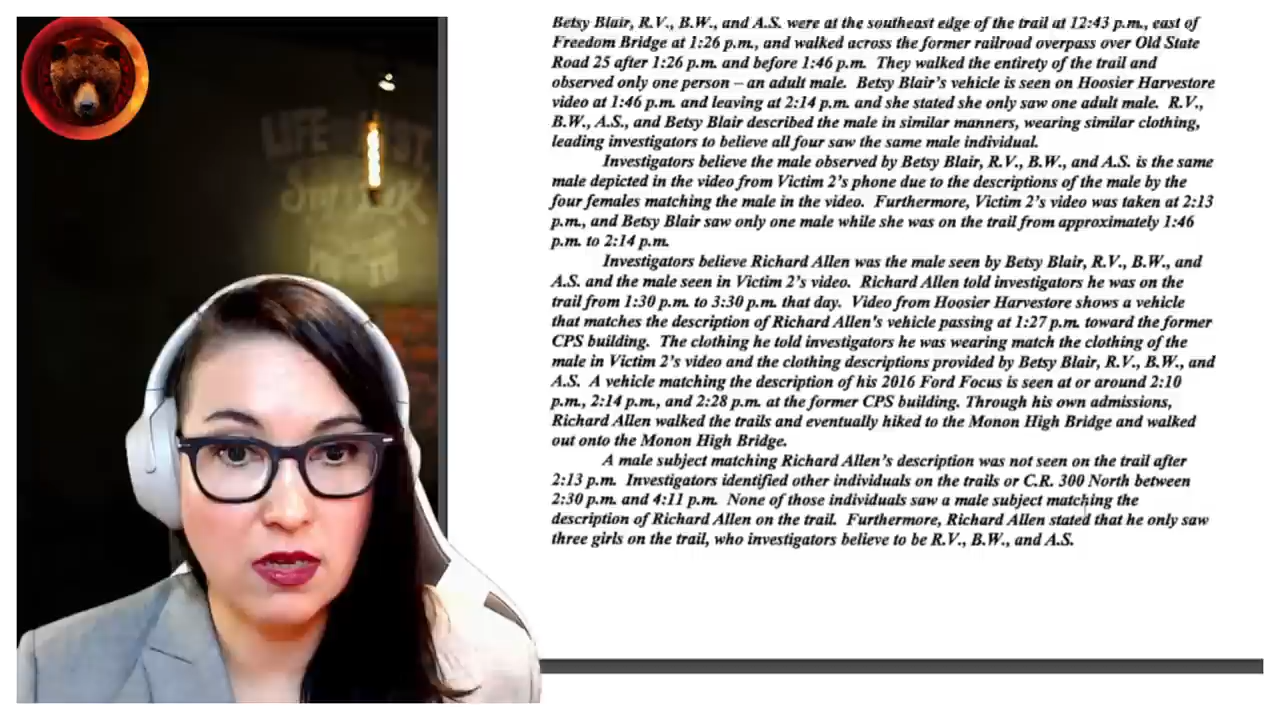 LIFE
Betsy Blair, R.V., B.W., and A.S. were at the southeast edge of the trail at 12:43 p.m., east of
Freedom Bridge at 1:26 p.m., and walked across the former railroad overpass over Old State
Road 25 after 1:26 p.m. and before 1:46 p.m.  They walked the entirety of the trail and
observed only one person – an adult male.  Betsy Blair's vehicle is seen on Hoosier Harvestore
video at 1:46 p.m. and leaving at 2:14 p.m. and she stated she only saw one adult male.  R.V.,
B.W., A.S., and Betsy Blair described the male in similar manners, wearing similar clothing,
leading investigators to believe all four saw the same male individual.
Investigators believe the male observed by Betsy Blair, R.V., B.W., and A.S. is the same
male depicted in the video from Victim 2's phone due to the descriptions of the male by the
four females matching the male in the video.  Furthermore, Victim 2's video was taken at 2:13
p.m., and Betsy Blair saw only one male while she was on the trail from approximately 1:46
p.m. to 2:14 p.m.
Investigators believe Richard Allen was the male seen by Betsy Blair, R.V., B.W., and
A.S. and the male seen in Victim 2's video.  Richard Allen told investigators he was on the
trail from 1:30 p.m. to 3:30 p.m. that day.  Video from Hoosier Harvestore shows a vehicle
that matches the description of Richard Allen's vehicle passing at 1:27 p.m. toward the former
CPS building.  The clothing he told investigators he was wearing match the clothing of the
male in Victim 2's video and the clothing descriptions provided by Betsy Blair, R.V., B.W., and
A.S.  A vehicle matching the description of his 2016 Ford Focus is seen at or around 2:10
p.m., 2:14 p.m., and 2:28 p.m. at the former CPS building. Through his own admissions,
Richard Allen walked the trails and eventually hiked to the Monon High Bridge and walked
out onto the Monon High Bridge.
A male subject matching Richard Allen's description was not seen on the trail after
2:13 p.m.  Investigators identified other individuals on the trails or C.R. 300 North between
2:30 p.m. and 4:11 p.m.  None of those individuals saw a male subject matching the
description of Richard Allen on the trail.  Furthermore, Richard Allen stated that he only saw
three girls on the trail, who investigators believe to be R.V., B.W., and A.S.